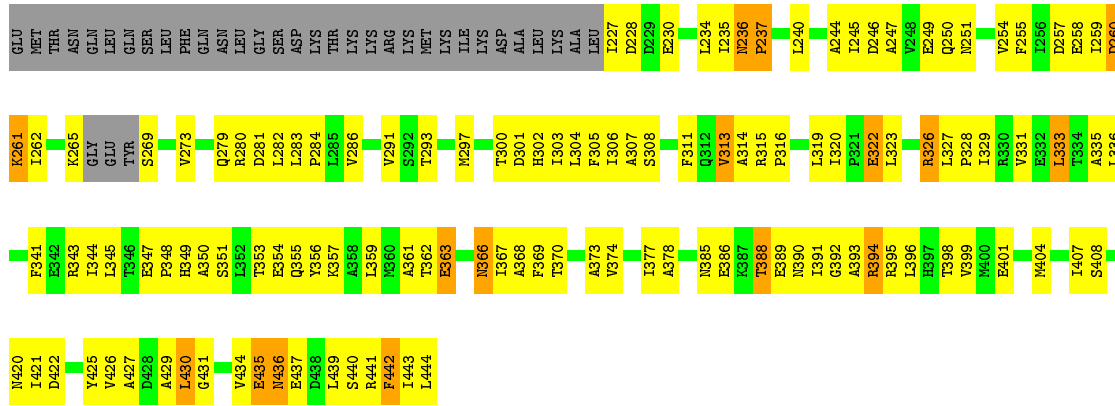 GLU MET THR ASN GLN LEU GLN SER LEU PHE GLN ASN LEU GLY SER ASP LYS THR LYS LYS ARG LYS MET LYS ILE LYS ASP ALA LEU LYS ALA LEU I227 D228 D229 E230 L234 I235 N236 P237 L240 A244 I245 D246 A247 V248 E249 Q250 N251 V254 F255 I256 D257 E258 I259 D260
K261 I262 K265 GLY GLU TYR S269 V273 Q279 R280 D281 L282 L283 P284 L285 V286 V291 S292 T293 M297 T300 D301 H302 I303 L304 F305 I306 A307 S308 F311 Q312 V313 A314 R315 P316 L319 I320 P321 E322 L323 R326 L327 P328 I329 R330 V331 E332 L333 T334 A335 L336
F341 E342 R343 I344 L345 T346 E347 P348 H349 A350 S351 L352 T353 E354 Q355 Y356 K357 A358 L359 M360 A361 T362 E363 N366 I367 A368 F369 T370 A373 V374 I377 A378 N385 E386 K387 T388 E389 N390 I391 G392 A393 R394 R395 L396 H397 T398 V399 M400 E401 M404 I407 S408
N420 I421 D422 Y425 V426 A427 D428 A429 L430 G431 V434 E435 N436 E437 D438 L439 S440 R441 F442 I443 L444